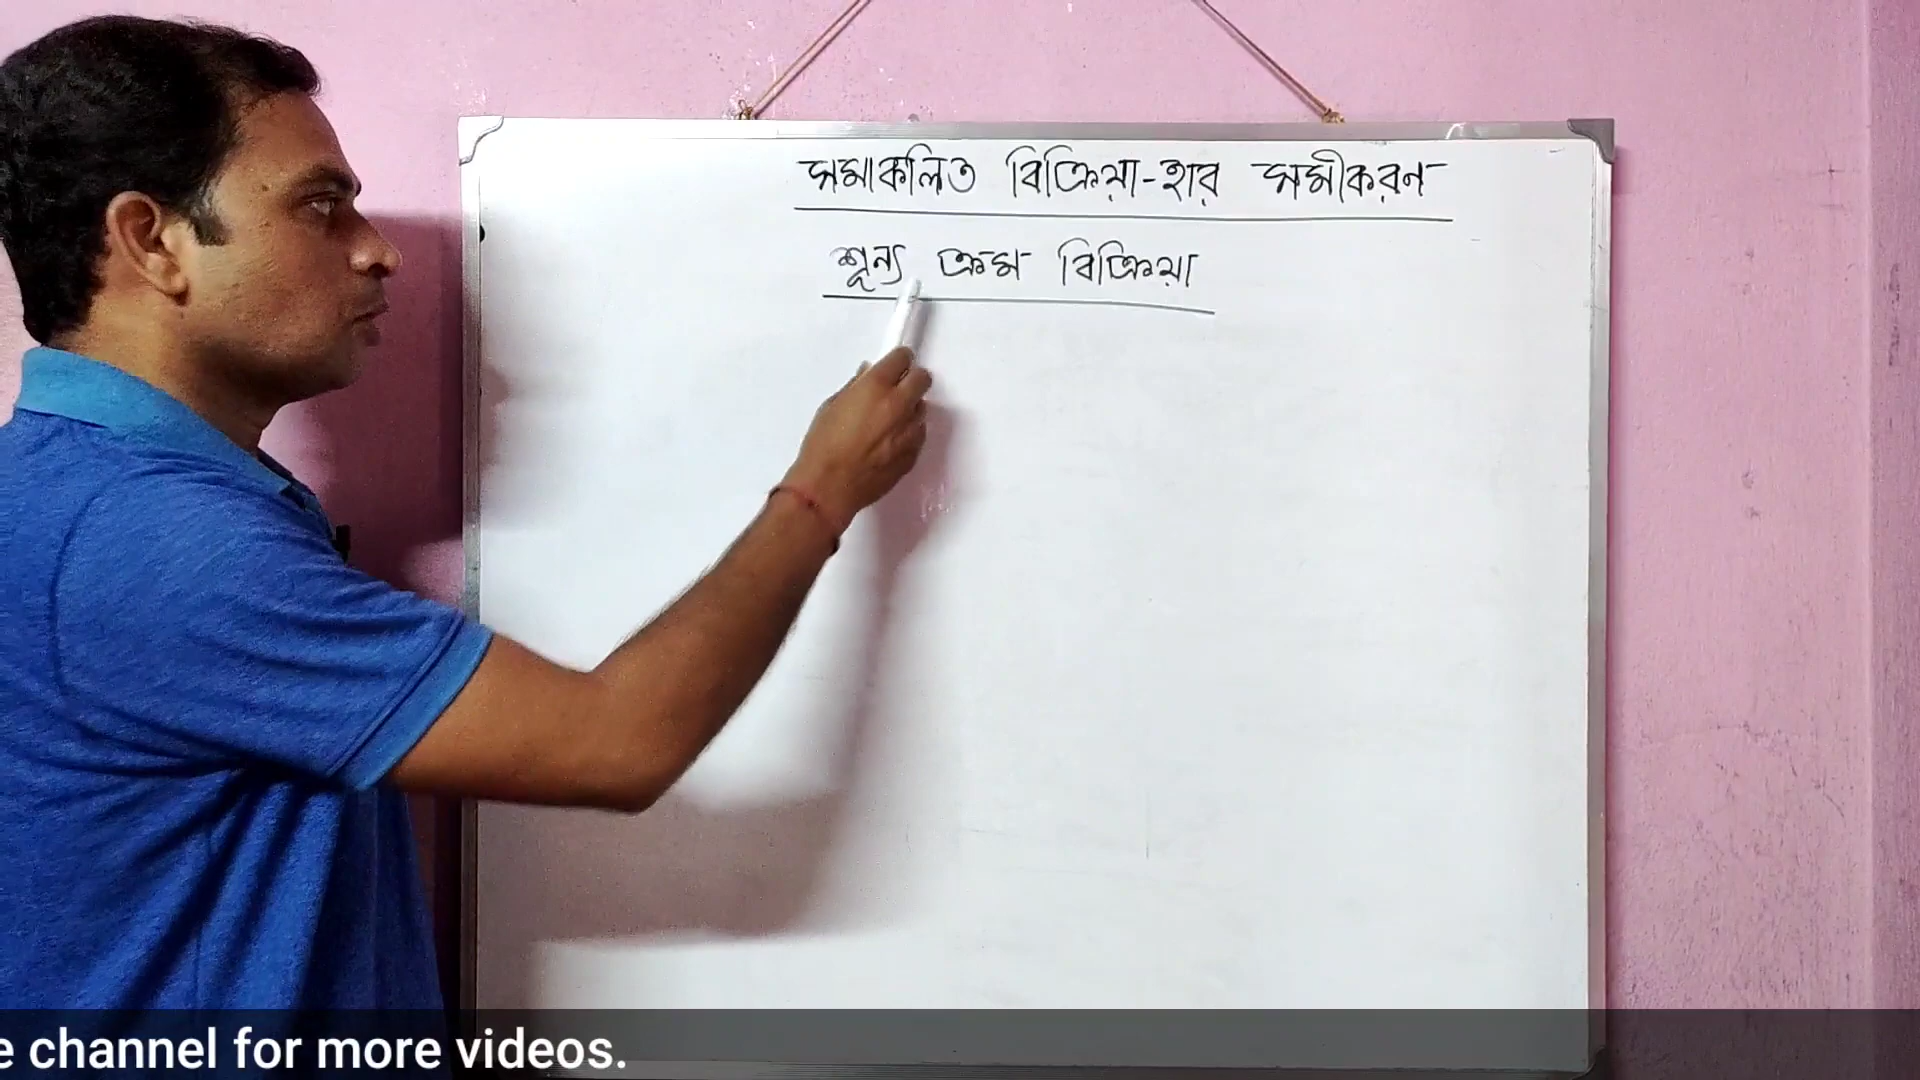 সমাকলিত বিক্রিয়া-হার সমীকরণ
শূন্য ক্রম বিক্রিয়া
e channel for more videos.